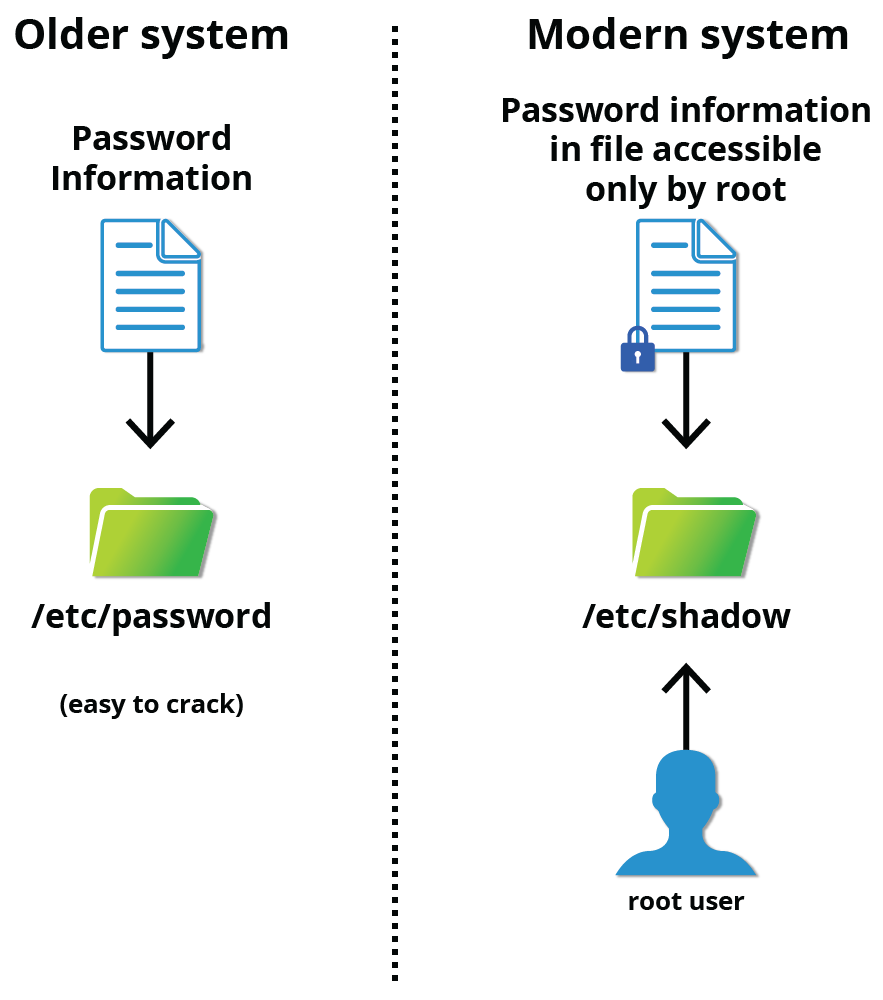 Older system
Password
Information
/etc/password
(easy to crack)
Modern system
Password information
in file accessible
only by root
/etc/shadow
root user